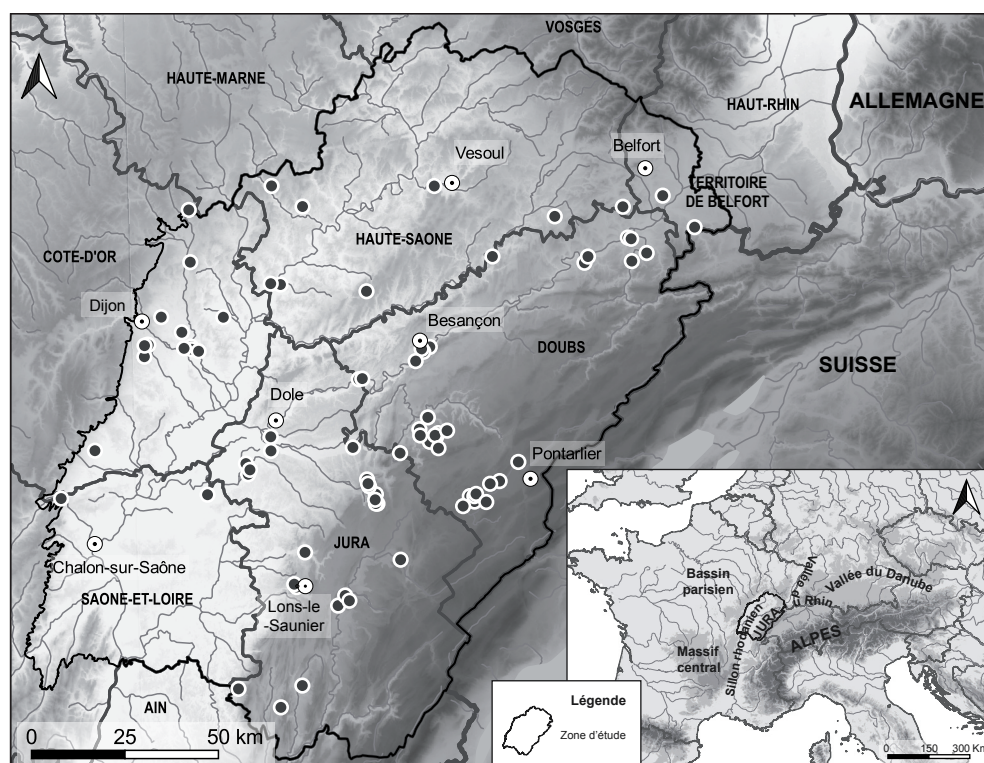 VOSGES
HAUTE-MARNE
HAUT-RHIN
ALLEMAGNE
Vesoul
Belfort
TERRITOIRE
DE BELFORT
HAUTE-SAONE
COTE-D'OR
Dijon
Besançon
DOUBS
SUISSE
Dole
Pontarlier
JURA
Chalon-sur-Saône
SAONE-ET-LOIRE
Lons-le
-Saunier
AIN
0 25 50 km
Légende
Zone d'étude
Bassin
parisien
Vallée du Rhin
Vallée du Danube
JURA
ALPES
Sillon rhodanien
Massif
central
0 150 300 Km